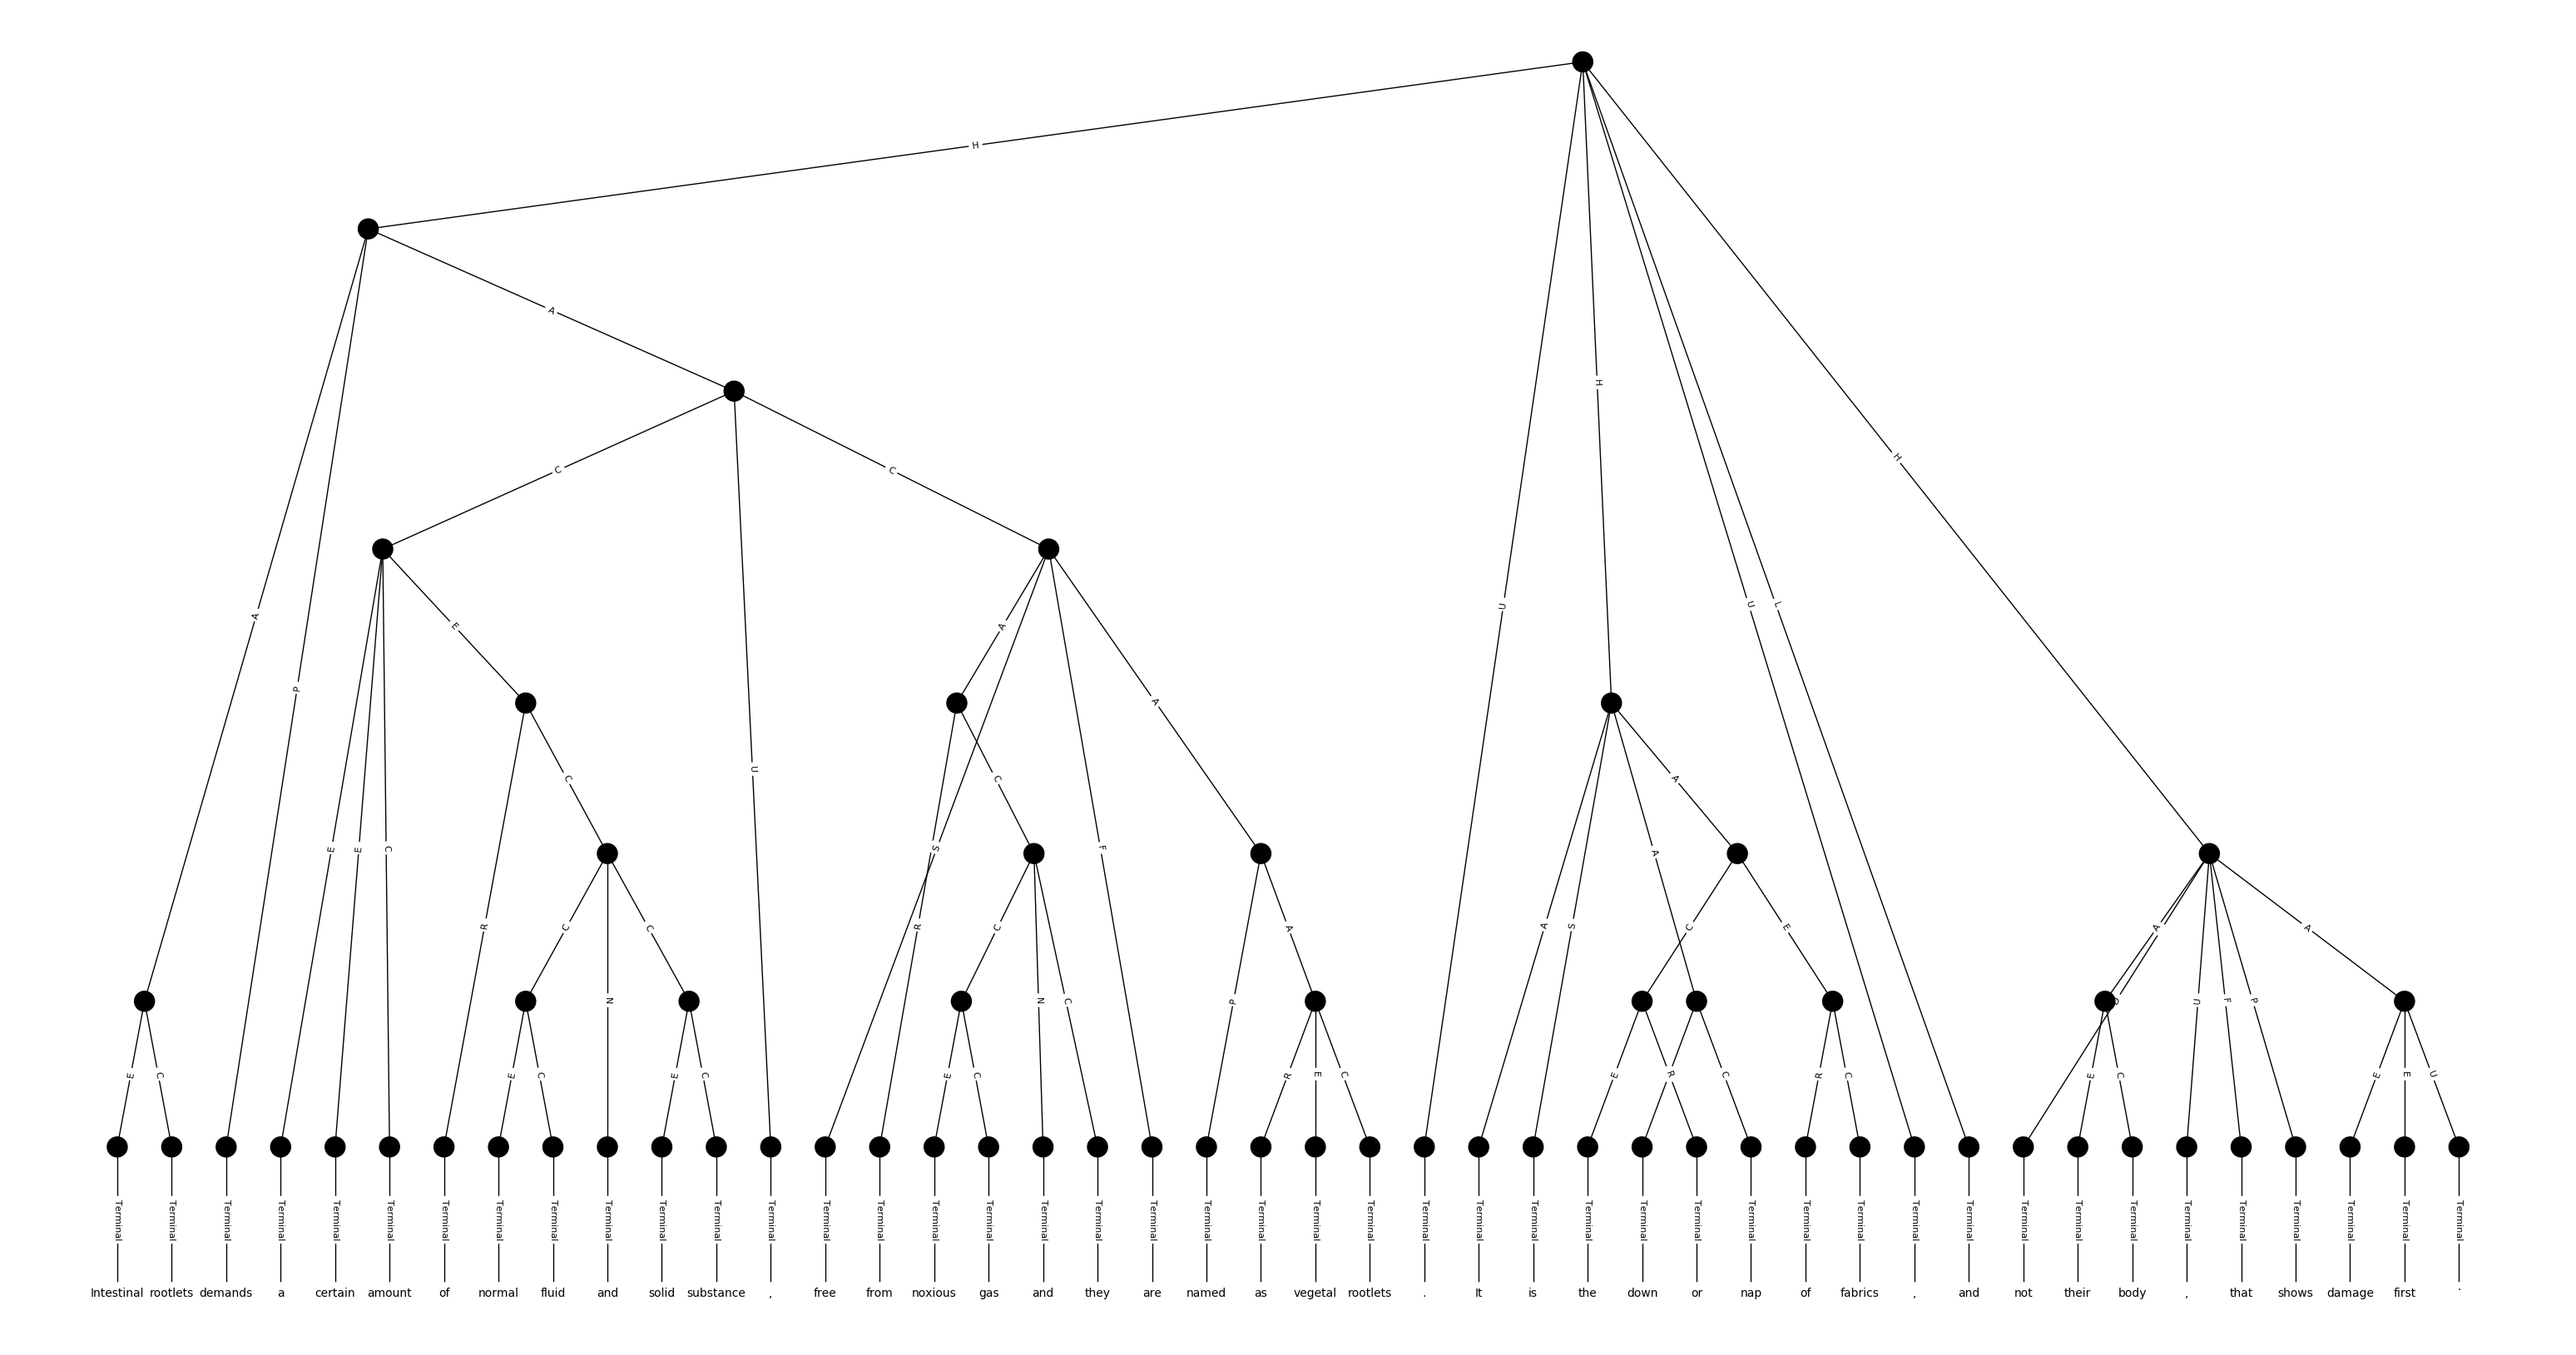 H
A
H
C
C
H
U
L
U
A
E
A
A
P
U
A
E
E
C
C
C
S
F
A
R
C
N
C
R
C
P
A
A
S
C
E
A
A
N
N
C
P
U
F
P
E
C
E
C
E
C
E
C
R
E
C
E
R
C
R
C
E
C
E
E
U
Terminal Terminal Terminal Terminal Terminal Terminal Terminal Terminal Terminal Terminal Terminal Terminal Terminal Terminal Terminal Terminal Terminal Terminal Terminal Terminal Terminal Terminal Terminal Terminal Terminal Terminal Terminal Terminal Terminal Terminal Terminal Terminal Terminal Terminal Terminal Terminal Terminal Terminal Terminal Terminal Terminal Terminal Terminal Terminal
Intestinal rootlets demands a certain amount of normal fluid and solid substance , free from noxious gas and they are named as vegetal rootlets . It is the down or nap of fabrics , and not their body , that shows damage first .